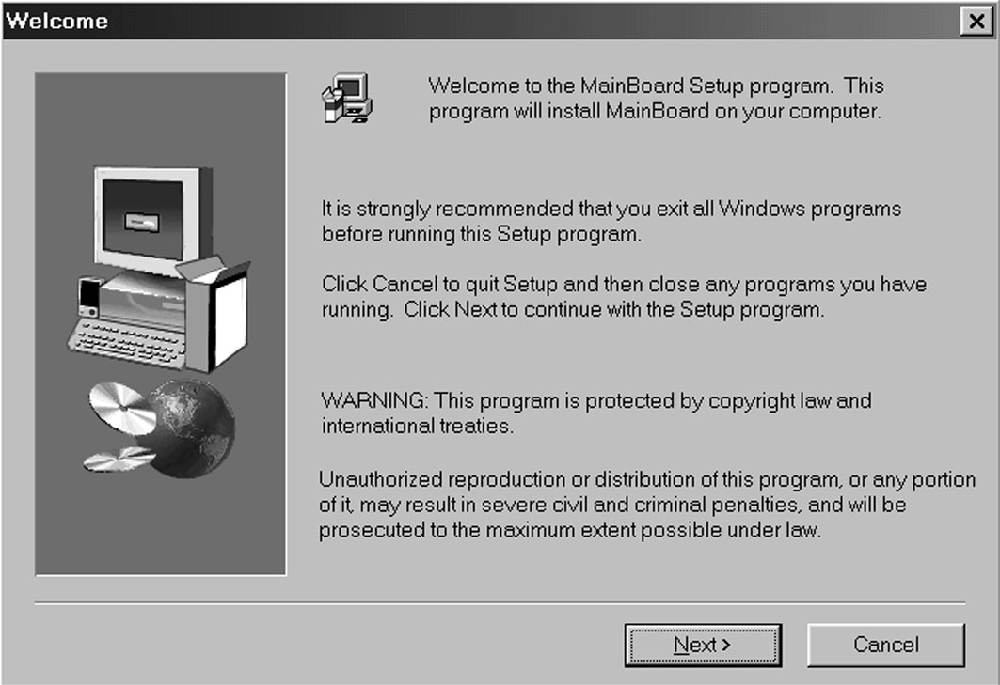 Welcome
Welcome to the MainBoard Setup program.  This
program will install MainBoard on your computer.
It is strongly recommended that you exit all Windows programs
before running this Setup program.
Click Cancel to quit Setup and then close any programs you have
running.  Click Next to continue with the Setup program.
WARNING: This program is protected by copyright law and
international treaties.
Unauthorized reproduction or distribution of this program, or any portion
of it, may result in severe civil and criminal penalties, and will be
prosecuted to the maximum extent possible under law.
Next >
Cancel